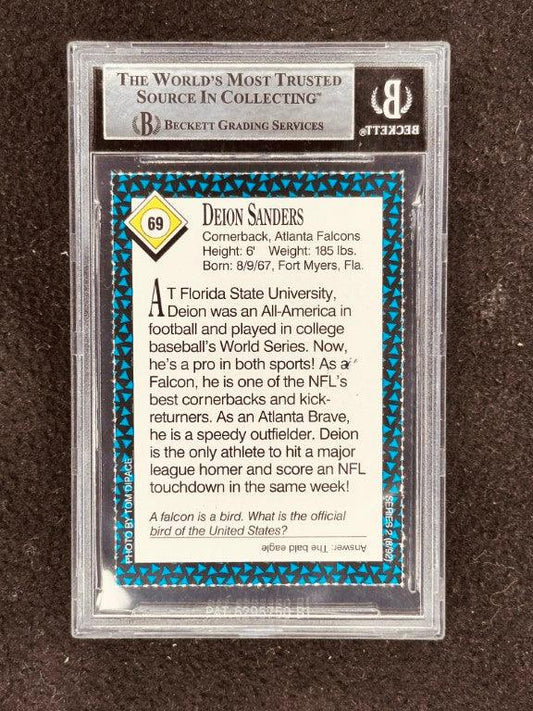 THE WORLD'S MOST TRUSTED
SOURCE IN COLLECTING™
B BECKETT GRADING SERVICES
B
BECKETT
69
DEION SANDERS
Cornerback, Atlanta Falcons
Height: 6' Weight: 185 lbs.
Born: 8/9/67, Fort Myers, Fla.
AT Florida State University,
Deion was an All-America in
football and played in college
baseball's World Series. Now,
he's a pro in both sports! As a
Falcon, he is one of the NFL's
best cornerbacks and kick-
returners. As an Atlanta Brave,
he is a speedy outfielder. Deion
is the only athlete to hit a major
league homer and score an NFL
touchdown in the same week!
A falcon is a bird. What is the official
bird of the United States?
Answer: The bald eagle
PHOTO BY TOM DIPACE
SERIES 2 (8/92)